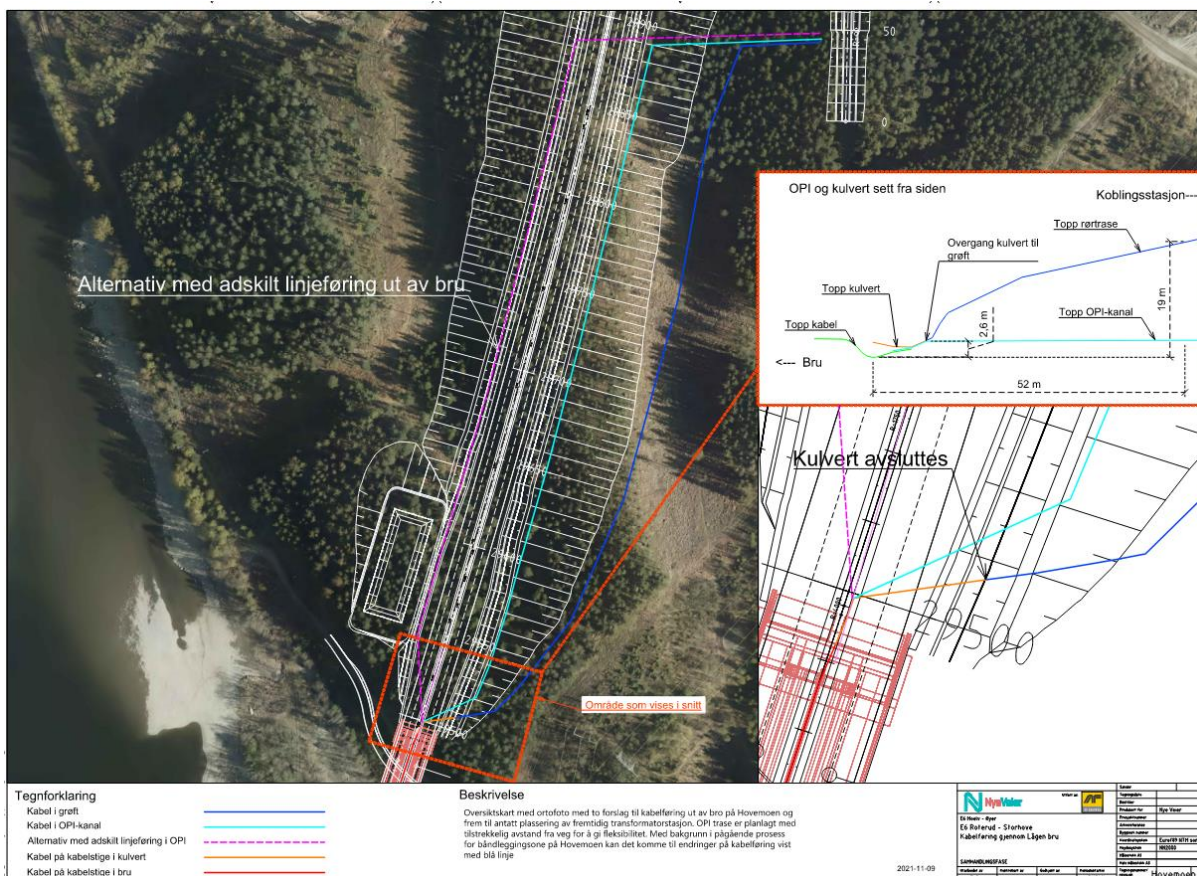 50
0
Alternativ med adskilt linjeføring ut av bru
OPI og kulvert sett fra siden
Koblingsstasjon---
Topp rørtrase
Overgang kulvert til
grøft
Topp kulvert
Topp kabel
Topp OPI-kanal
2,6 m
19 m
<--- Bru
52 m
Kulvert avsluttes
Område som vises i snitt
Tegnforklaring
Kabel i grøft
Kabel i OPI-kanal
Alternativ med adskilt linjeføring i OPI
Kabel på kabelstige i kulvert
Kabel på kabelstige i bru
Beskrivelse
Oversiktskart med ortofoto med to forslag til kabelføring ut av bro på Hovemoen og
frem til antatt plassering av fremtidig transformatorstasjon. OPI trase er planlagt med
tilstrekkelig avstand fra veg for å gi fleksibilitet. Med bakgrunn i pågående prosess
for båndleggingsone på Hovemoen kan det komme til endringer på kabelføring vist
med blå linje
2021-11-09
Nye Veier
E6 Roterud - Storhove
Kabelføring gjennom Lågen bru
SAMHANDLINGSFASE
Nye Veier
NN2000
Hovemoen